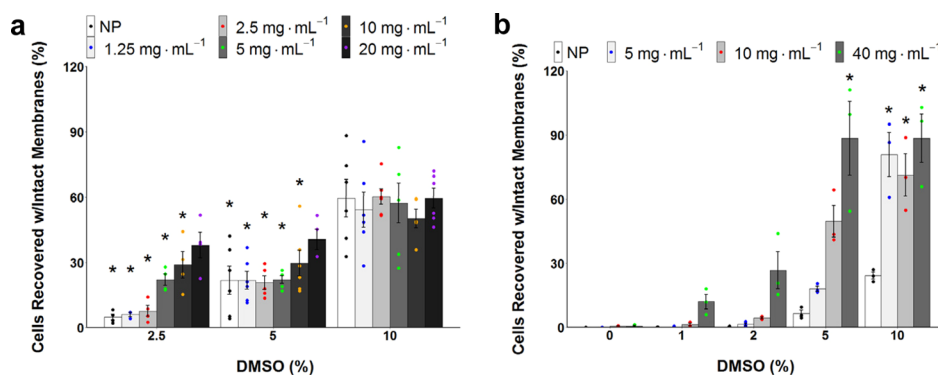 a
NP 2.5 mg · mL⁻¹ 10 mg · mL⁻¹
1.25 mg · mL⁻¹ 5 mg · mL⁻¹ 20 mg · mL⁻¹
Cells Recovered w/Intact Membranes (%)
120
90
60
30
0
* * * * * * * * * * *
2.5 5 10
DMSO (%)
b
NP 5 mg · mL⁻¹ 10 mg · mL⁻¹ 40 mg · mL⁻¹
Cells Recovered w/Intact Membranes (%)
120
90
60
30
0
* * * *
0 1 2 5 10
DMSO (%)